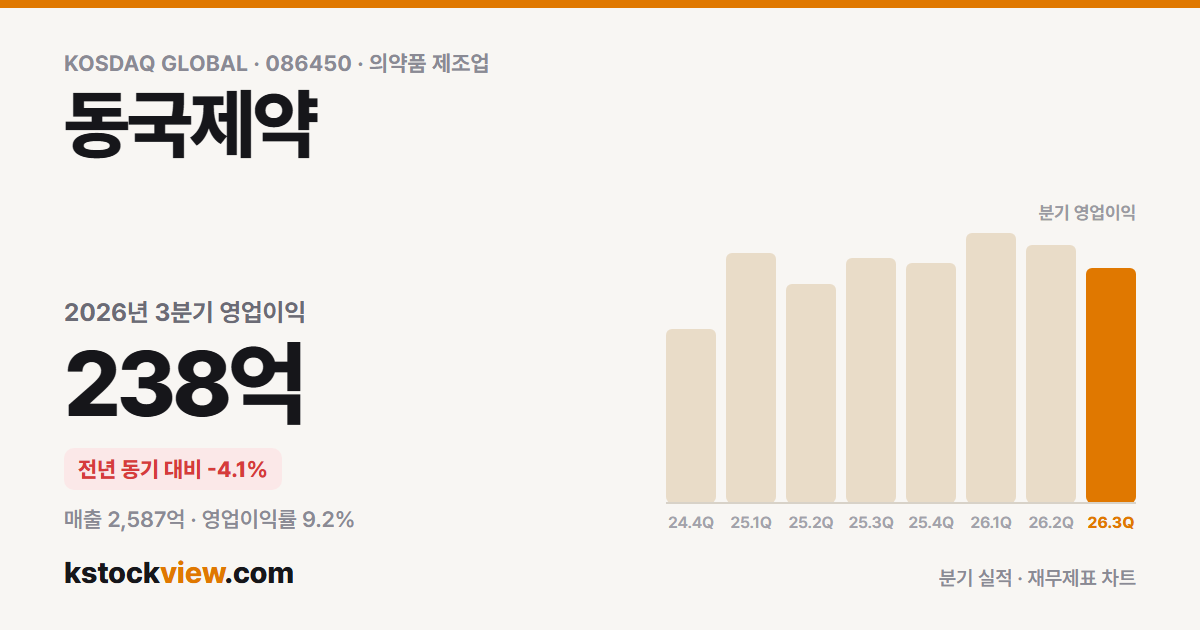 KOSDAQ GLOBAL · 086450 · 의약품 제조업
동국제약
분기 영업이익
2026년 3분기 영업이익
238억
전년 동기 대비 -4.1%
매출 2,587억 · 영업이익률 9.2%
24.4Q 25.1Q 25.2Q 25.3Q 25.4Q 26.1Q 26.2Q 26.3Q
kstockview.com
분기 실적 · 재무제표 차트